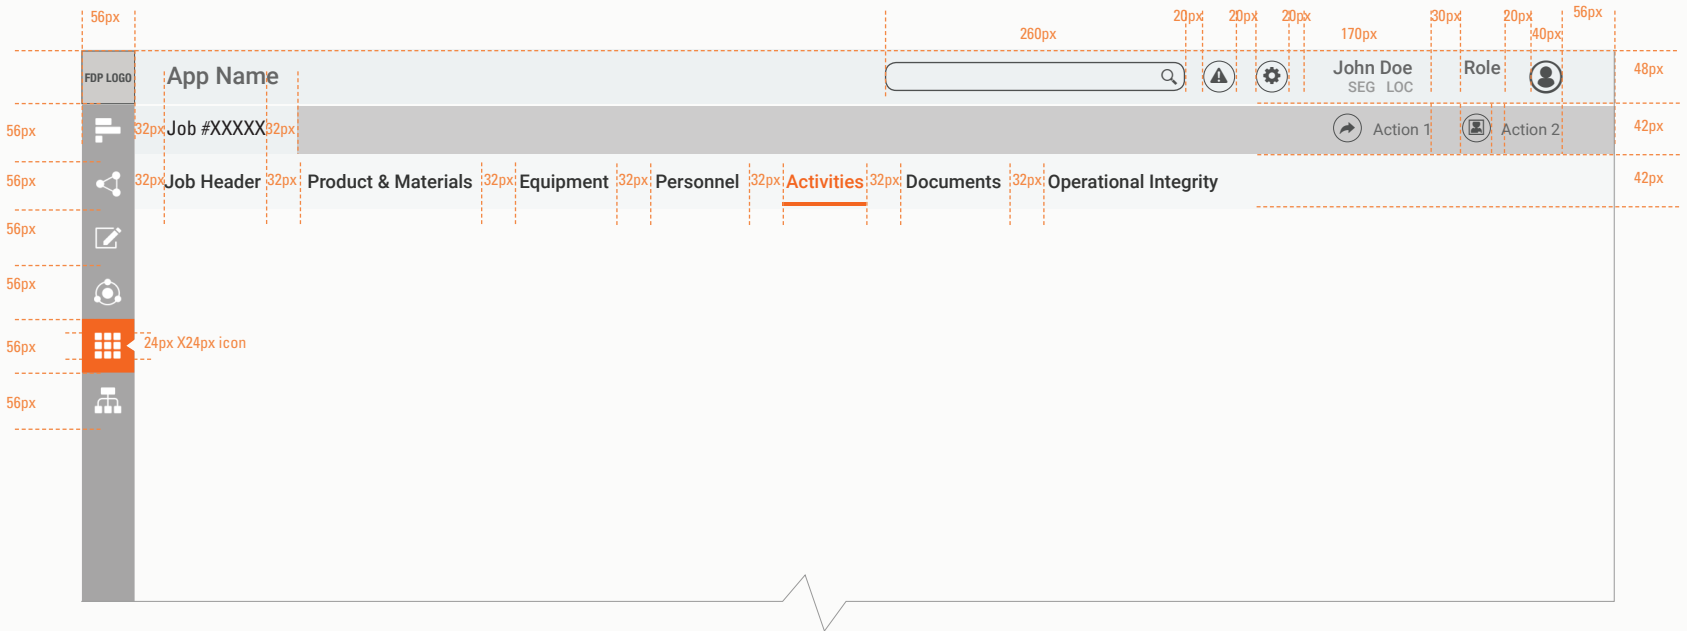 56px 20px 20px 20px 30px 20px 56px
260px 170px 40px
FDP LOGO App Name John Doe Role 48px
SEG LOC
56px 32px Job #XXXXX 32px Action 1 Action 2 42px
56px 32px Job Header 32px Product & Materials 32px Equipment 32px Personnel 32px Activities 32px Documents 32px Operational Integrity 42px
56px
56px
56px 24px X24px icon
56px